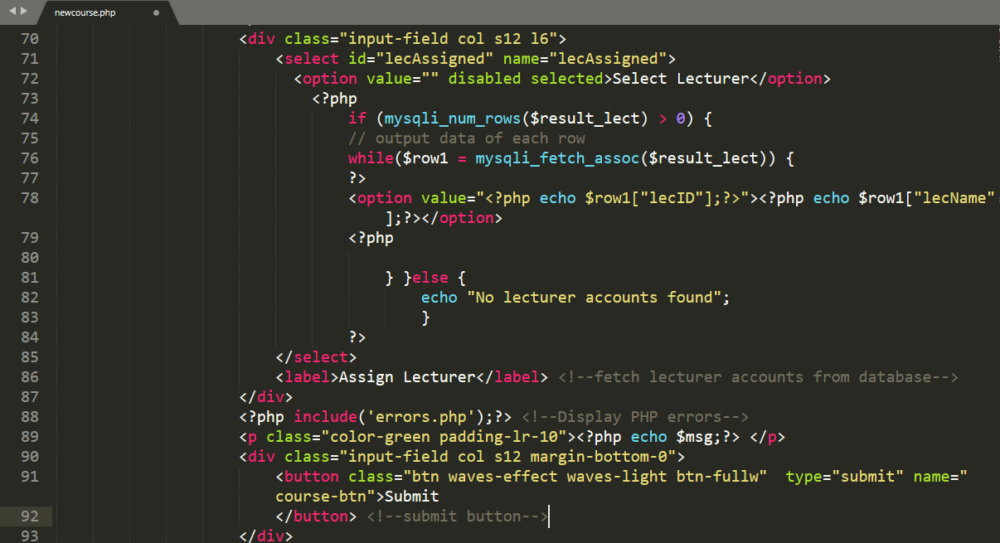 newcourse.php
70 <div class="input-field col s12 l6">
71 <select id="lecAssigned" name="lecAssigned">
72 <option value="" disabled selected>Select Lecturer</option>
73 <?php
74 if (mysqli_num_rows($result_lect) > 0) {
75 // output data of each row
76 while($row1 = mysqli_fetch_assoc($result_lect)) {
77 ?>
78 <option value="<?php echo $row1["lecID"];?>"><?php echo $row1["lecName"
];?></option>
79 <?php
80
81 } }else {
82 echo "No lecturer accounts found";
83 }
84 ?>
85 </select>
86 <label>Assign Lecturer</label> <!--fetch lecturer accounts from database-->
87 </div>
88 <?php include('errors.php');?> <!--Display PHP errors-->
89 <p class="color-green padding-lr-10"><?php echo $msg;?> </p>
90 <div class="input-field col s12 margin-bottom-0">
91 <button class="btn waves-effect waves-light btn-fullw"  type="submit" name="
course-btn">Submit
92 </button> <!--submit button-->
93 </div>